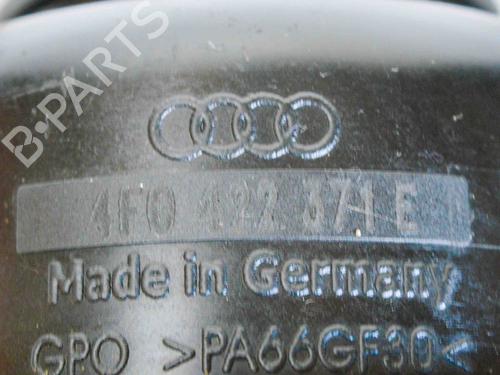 B-PARTS
4F0 422 371 E
Made in Germany
GPO >PA66GF30<